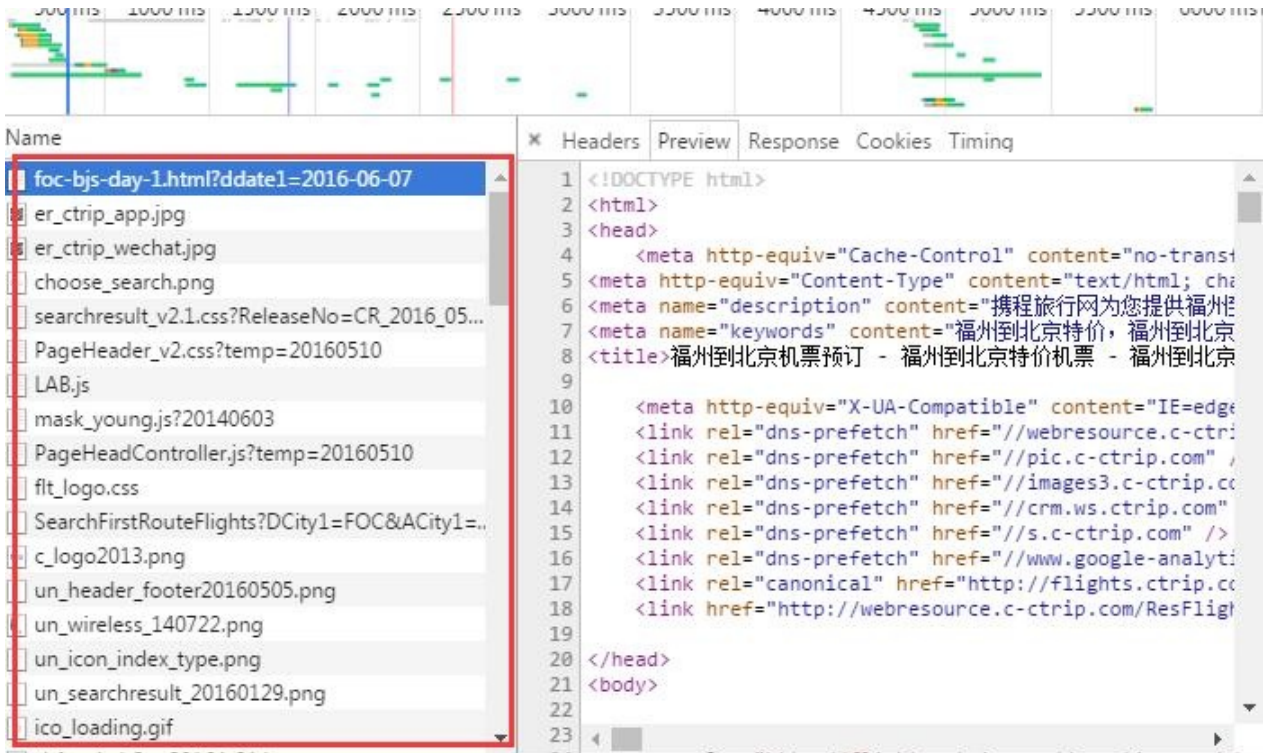 500 ms 1000 ms 1500 ms 2000 ms 2500 ms 3000 ms 3500 ms 4000 ms 4500 ms 5000 ms 5500 ms 6000 ms
Name
× Headers Preview Response Cookies Timing
foc-bjs-day-1.html?ddate1=2016-06-07
er_ctrip_app.jpg
er_ctrip_wechat.jpg
choose_search.png
searchresult_v2.1.css?ReleaseNo=CR_2016_05...
PageHeader_v2.css?temp=20160510
LAB.js
mask_young.js?20140603
PageHeadController.js?temp=20160510
flt_logo.css
SearchFirstRouteFlights?DCity1=FOC&ACity1=..
c_logo2013.png
un_header_footer20160505.png
un_wireless_140722.png
un_icon_index_type.png
un_searchresult_20160129.png
ico_loading.gif
1 <!DOCTYPE html>
2 <html>
3 <head>
4 <meta http-equiv="Cache-Control" content="no-transf
5 <meta http-equiv="Content-Type" content="text/html; cha
6 <meta name="description" content="携程旅行网为您提供福州到
7 <meta name="keywords" content="福州到北京特价，福州到北京
8 <title>福州到北京机票预订 - 福州到北京特价机票 - 福州到北京
9
10 <meta http-equiv="X-UA-Compatible" content="IE=edge
11 <link rel="dns-prefetch" href="//webresource.c-ctri
12 <link rel="dns-prefetch" href="//pic.c-ctrip.com" /
13 <link rel="dns-prefetch" href="//images3.c-ctrip.co
14 <link rel="dns-prefetch" href="//crm.ws.ctrip.com"
15 <link rel="dns-prefetch" href="//s.c-ctrip.com" />
16 <link rel="dns-prefetch" href="//www.google-analyti
17 <link rel="canonical" href="http://flights.ctrip.co
18 <link href="http://webresource.c-ctrip.com/ResFligh
19
20 </head>
21 <body>
22
23